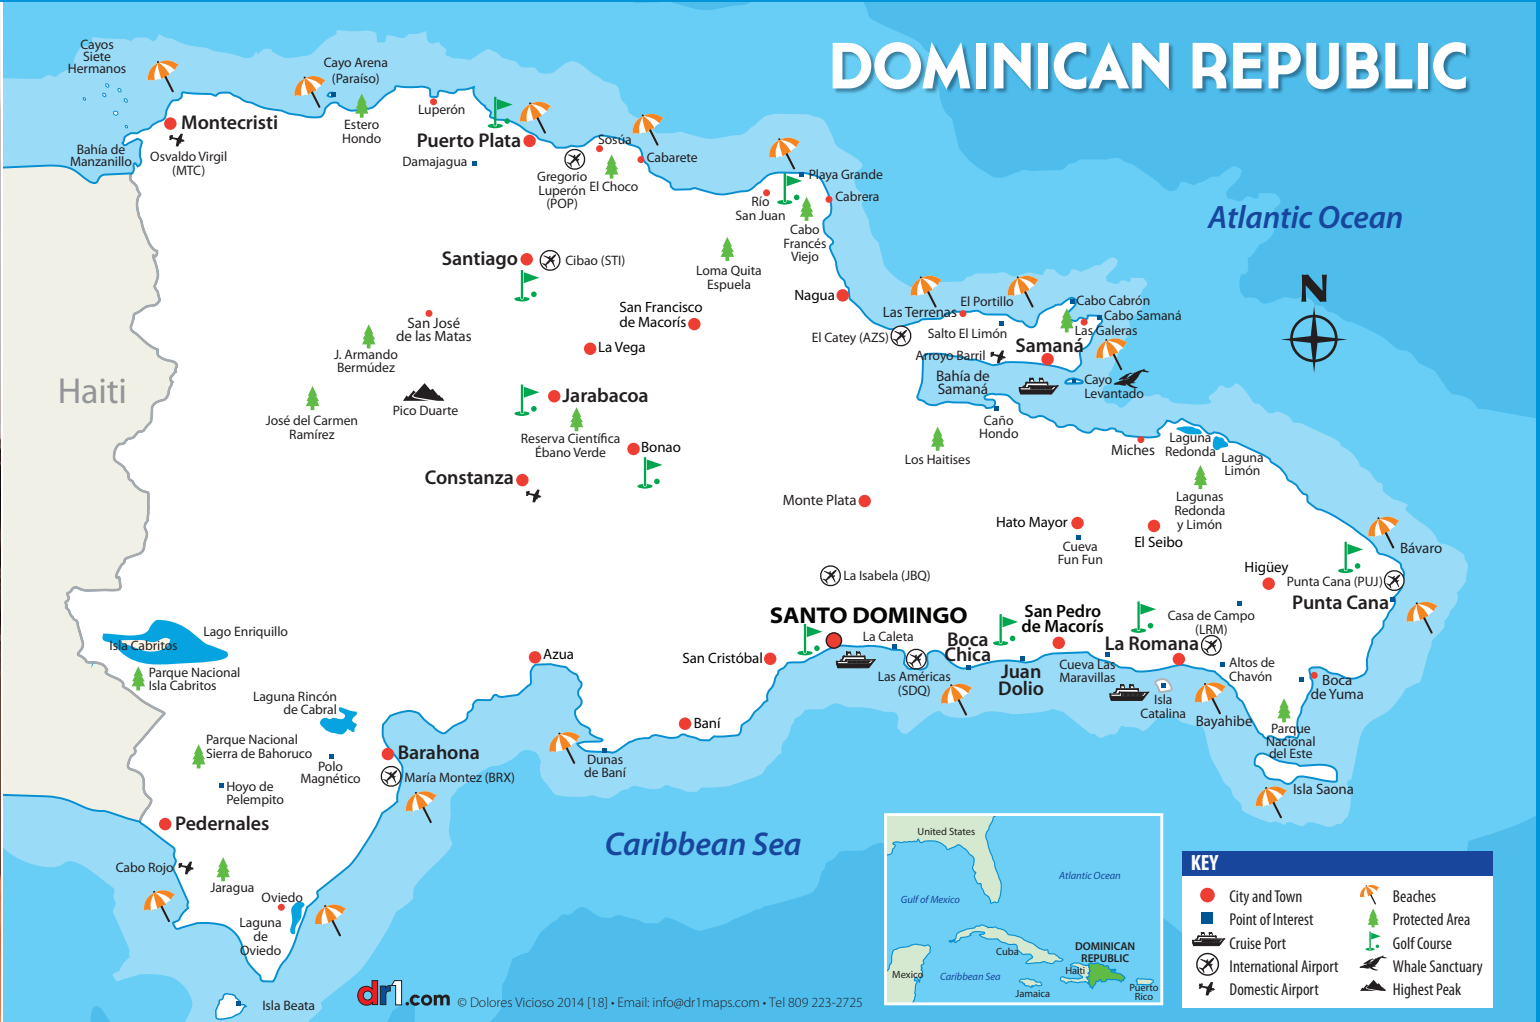 DOMINICAN REPUBLIC
Cayos
Siete
Hermanos
Cayo Arena
(Paraíso)
Montecristi
Estero
Hondo
Luperón
Puerto Plata
Damajagua
Bahía de
Manzanillo
Osvaldo Virgil
(MTC)
Sosúa
Cabarete
Gregorio
Luperón
(POP)
El Choco
Playa Grande
Cabrera
Río
San Juan
Cabo
Francés
Viejo
Atlantic Ocean
Santiago
Cibao (STI)
Loma Quita
Espuela
Nagua
San Francisco
de Macorís
San José
de las Matas
La Vega
J. Armando
Bermúdez
El Catey (AZS)
Las Terrenas
El Portillo
Salto El Limón
Arroyo Barril
Samaná
Cabo Cabrón
Cabo Samaná
Las Galeras
Bahía de
Samaná
Cayo
Levantado
N
Haiti
Pico Duarte
José del Carmen
Ramírez
Jarabacoa
Reserva Científica
Ébano Verde
Bonao
Constanza
Caño
Hondo
Los Haitises
Miches
Laguna
Redonda
Laguna
Limón
Lagunas
Redonda
y Limón
Monte Plata
Hato Mayor
Cueva
Fun Fun
El Seibo
Bávaro
Higüey
Punta Cana (PUJ)
Punta Cana
La Isabela (JBQ)
SANTO DOMINGO
La Caleta
Las Américas
(SDQ)
Boca
Chica
San Pedro
de Macorís
Juan
Dolio
Cueva Las
Maravillas
La Romana
Casa de Campo
(LRM)
Altos de
Chavón
Isla
Catalina
Bayahibe
Boca
de Yuma
Parque
Nacional
del Este
Isla Saona
Lago Enriquillo
Isla Cabritos
Parque Nacional
Isla Cabritos
Laguna Rincón
de Cabral
Azua
San Cristóbal
Baní
Dunas
de Baní
Parque Nacional
Sierra de Bahoruco
Polo
Magnético
Hoyo de
Pelempito
Barahona
María Montez (BRX)
Pedernales
Cabo Rojo
Jaragua
Oviedo
Laguna
de
Oviedo
Isla Beata
Caribbean Sea
dr1.com © Dolores Vicioso 2014 [18] • Email: info@dr1maps.com • Tel 809 223-2725
United States
Atlantic Ocean
Gulf of Mexico
Cuba
DOMINICAN
REPUBLIC
Mexico
Caribbean Sea
Haiti
Jamaica
Puerto
Rico
KEY
City and Town
Point of Interest
Cruise Port
International Airport
Domestic Airport
Beaches
Protected Area
Golf Course
Whale Sanctuary
Highest Peak